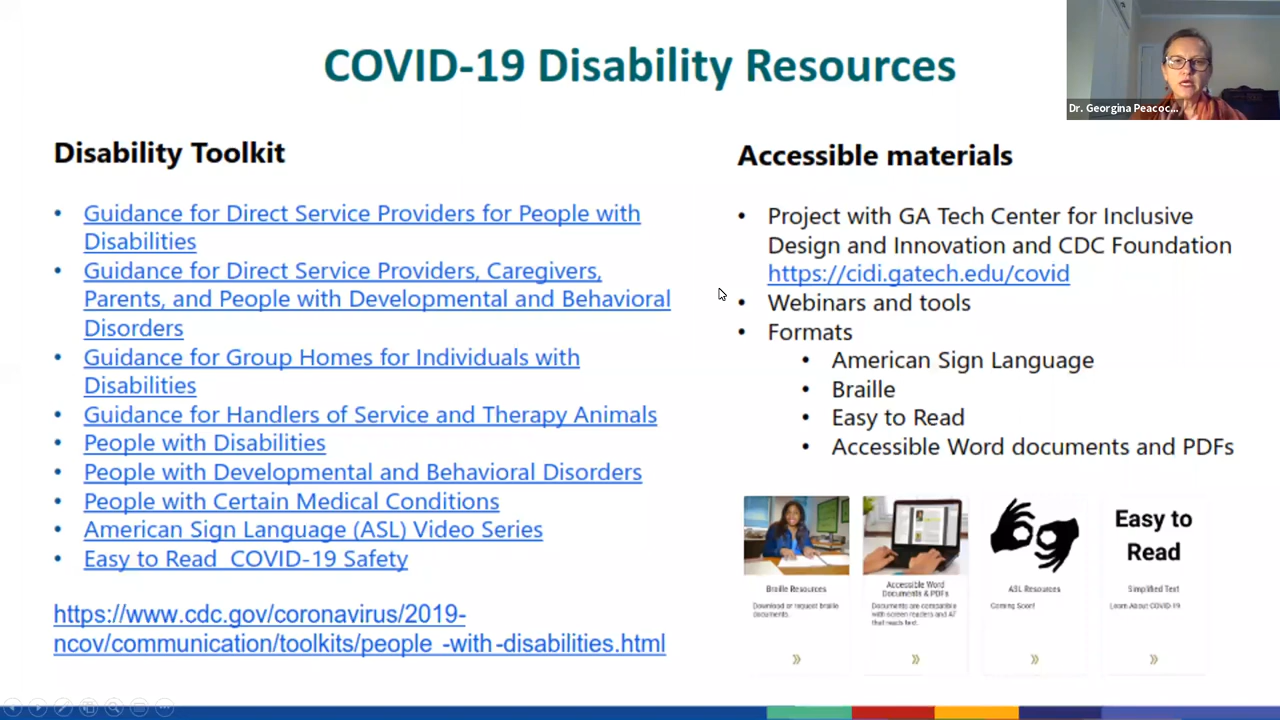 COVID-19 Disability Resources
Dr. Georgina Peacoc...
Disability Toolkit
• Guidance for Direct Service Providers for People with
Disabilities
• Guidance for Direct Service Providers, Caregivers,
Parents, and People with Developmental and Behavioral
Disorders
• Guidance for Group Homes for Individuals with
Disabilities
• Guidance for Handlers of Service and Therapy Animals
• People with Disabilities
• People with Developmental and Behavioral Disorders
• People with Certain Medical Conditions
• American Sign Language (ASL) Video Series
• Easy to Read  COVID-19 Safety
https://www.cdc.gov/coronavirus/2019-
ncov/communication/toolkits/people -with-disabilities.html
Accessible materials
• Project with GA Tech Center for Inclusive
Design and Innovation and CDC Foundation
https://cidi.gatech.edu/covid
• Webinars and tools
• Formats
• American Sign Language
• Braille
• Easy to Read
• Accessible Word documents and PDFs
Braille Resources
Download or request braille
documents.
Accessible Word
Documents & PDFs
Documents are compatible
with screen readers and AT
that reads text.
ASL Resources
Coming Soon!
Easy to
Read
Simplified Text
Learn About COVID-19